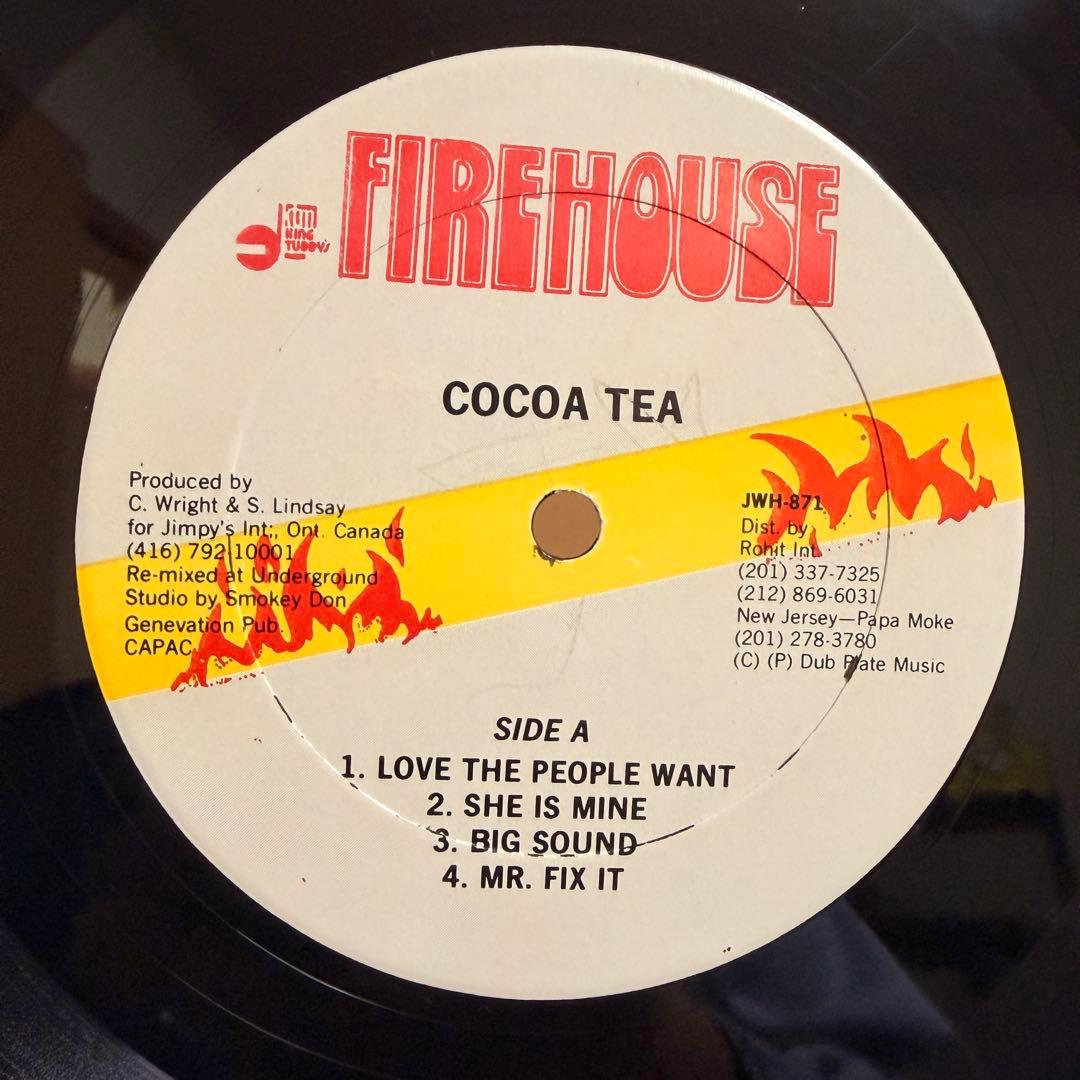 KING
TUBBY'S
FIREHOUSE
COCOA TEA
Produced by
C. Wright & S. Lindsay
for Jimpy's Int;, Ont. Canada
(416) 792 10001
Re-mixed at Underground
Studio by Smokey Don
Genevation Pub.
CAPAC
JWH-871
Dist. by
Rohit Int.
(201) 337-7325
(212) 869-6031
New Jersey—Papa Moke
(201) 278-3780
(C) (P) Dub Plate Music
SIDE A
1. LOVE THE PEOPLE WANT
2. SHE IS MINE
3. BIG SOUND
4. MR. FIX IT